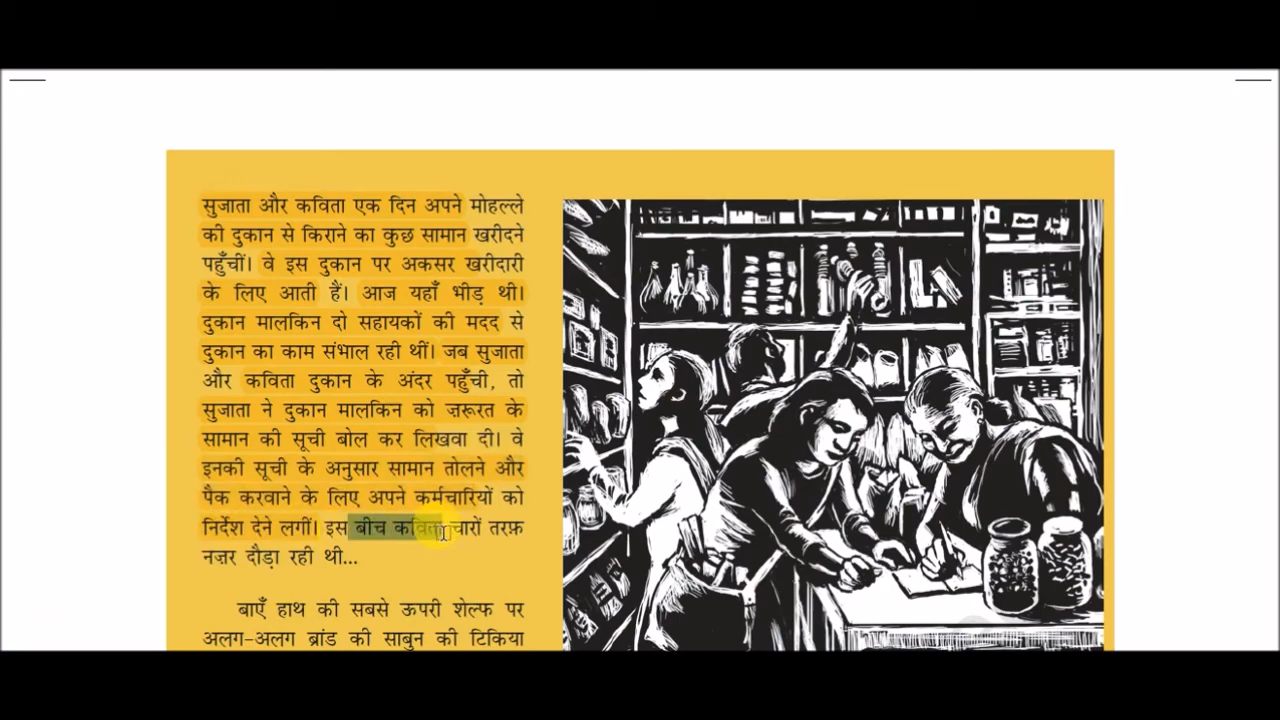 सुजाता और कविता एक दिन अपने मोहल्ले
की दुकान से किराने का कुछ सामान खरीदने
पहुँचीं। वे इस दुकान पर अकसर खरीदारी
के लिए आती हैं। आज यहाँ भीड़ थी।
दुकान मालकिन दो सहायकों की मदद से
दुकान का काम संभाल रही थीं। जब सुजाता
और कविता दुकान के अंदर पहुँची, तो
सुजाता ने दुकान मालकिन को ज़रूरत के
सामान की सूची बोल कर लिखवा दी। वे
इनकी सूची के अनुसार सामान तोलने और
पैक करवाने के लिए अपने कर्मचारियों को
निर्देश देने लगीं। इस बीच कविता चारों तरफ़
नज़र दौड़ा रही थी...
बाएँ हाथ की सबसे ऊपरी शेल्फ पर
अलग-अलग ब्रांड की साबुन की टिकिया